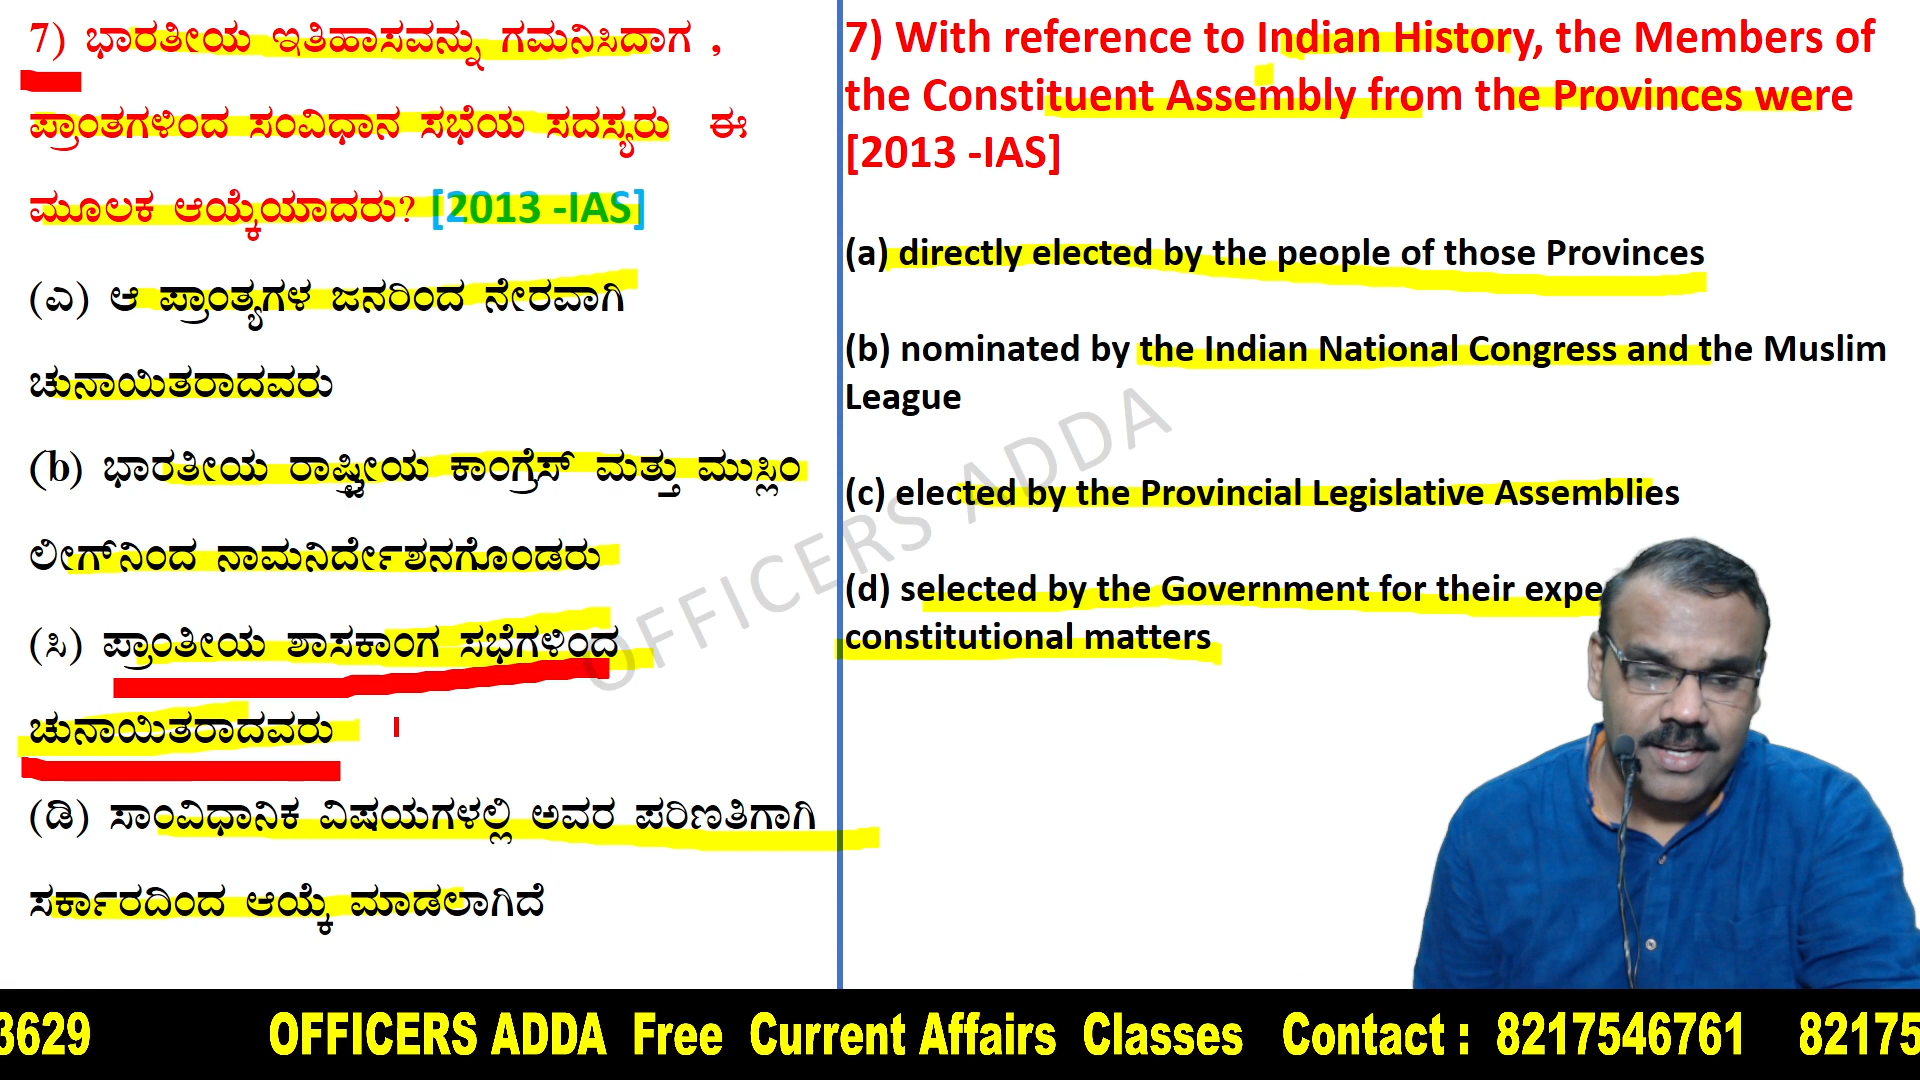 7) ಭಾರತೀಯ ಇತಿಹಾಸವನ್ನು ಗಮನಿಸಿದಾಗ ,
ಪ್ರಾಂತಗಳಿಂದ ಸಂವಿಧಾನ ಸಭೆಯ ಸದಸ್ಯರು ಈ
ಮೂಲಕ ಆಯ್ಕೆಯಾದರು? [2013 -IAS]
(ಎ) ಆ ಪ್ರಾಂತ್ಯಗಳ ಜನರಿಂದ ನೇರವಾಗಿ
ಚುನಾಯಿತರಾದವರು
(b) ಭಾರತೀಯ ರಾಷ್ಟ್ರೀಯ ಕಾಂಗ್ರೆಸ್ ಮತ್ತು ಮುಸ್ಲಿಂ
ಲೀಗ್‌ನಿಂದ ನಾಮನಿರ್ದೇಶನಗೊಂಡರು
(ಸಿ) ಪ್ರಾಂತೀಯ ಶಾಸಕಾಂಗ ಸಭೆಗಳಿಂದ
ಚುನಾಯಿತರಾದವರು
(ಡಿ) ಸಾಂವಿಧಾನಿಕ ವಿಷಯಗಳಲ್ಲಿ ಅವರ ಪರಿಣತಿಗಾಗಿ
ಸರ್ಕಾರದಿಂದ ಆಯ್ಕೆ ಮಾಡಲಾಗಿದೆ
7) With reference to Indian History, the Members of
the Constituent Assembly from the Provinces were
[2013 -IAS]
(a) directly elected by the people of those Provinces
(b) nominated by the Indian National Congress and the Muslim
League
(c) elected by the Provincial Legislative Assemblies
(d) selected by the Government for their expe
constitutional matters
OFFICERS ADDA
3629 OFFICERS ADDA Free Current Affairs Classes Contact : 8217546761 82175